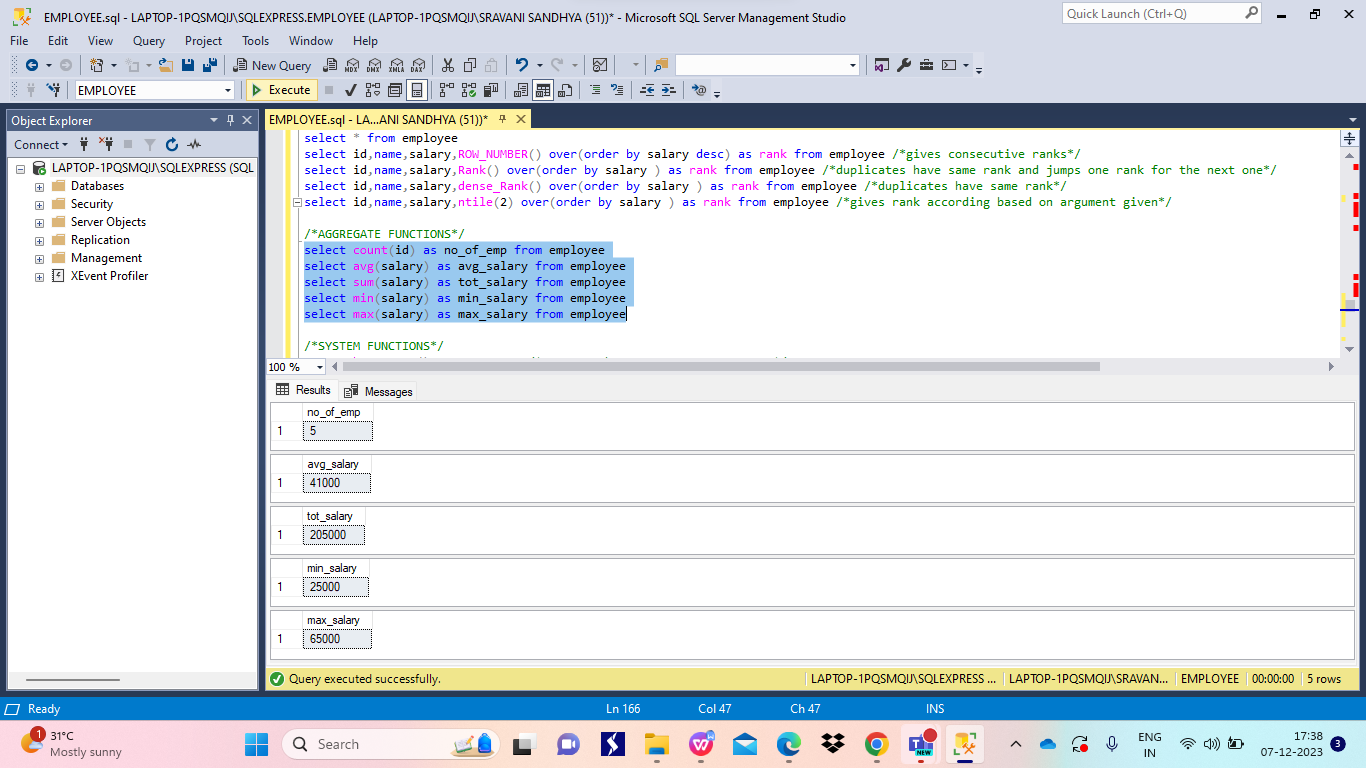 EMPLOYEE.sql - LAPTOP-1PQSMQIJ\SQLEXPRESS.EMPLOYEE (LAPTOP-1PQSMQIJ\SRAVANI SANDHYA (51))* - Microsoft SQL Server Management Studio
Quick Launch (Ctrl+Q)
File Edit View Query Project Tools Window Help
New Query MDX DMX XMLA DAX
EMPLOYEE Execute
Object Explorer
Connect
LAPTOP-1PQSMQIJ\SQLEXPRESS (SQL
Databases
Security
Server Objects
Replication
Management
XEvent Profiler
EMPLOYEE.sql - LA...ANI SANDHYA (51))*
select * from employee
select id,name,salary,ROW_NUMBER() over(order by salary desc) as rank from employee /*gives consecutive ranks*/
select id,name,salary,Rank() over(order by salary ) as rank from employee /*duplicates have same rank and jumps one rank for the next one*/
select id,name,salary,dense_Rank() over(order by salary ) as rank from employee /*duplicates have same rank*/
select id,name,salary,ntile(2) over(order by salary ) as rank from employee /*gives rank according based on argument given*/
/*AGGREGATE FUNCTIONS*/
select count(id) as no_of_emp from employee
select avg(salary) as avg_salary from employee
select sum(salary) as tot_salary from employee
select min(salary) as min_salary from employee
select max(salary) as max_salary from employee
/*SYSTEM FUNCTIONS*/
100 %
Results Messages
no_of_emp
1 5
avg_salary
1 41000
tot_salary
1 205000
min_salary
1 25000
max_salary
1 65000
Query executed successfully. LAPTOP-1PQSMQIJ\SQLEXPRESS ... LAPTOP-1PQSMQIJ\SRAVAN... EMPLOYEE 00:00:00 5 rows
Ready Ln 166 Col 47 Ch 47 INS
1 31°C
Mostly sunny
Search
NEW
ENG
IN
17:38
07-12-2023
3